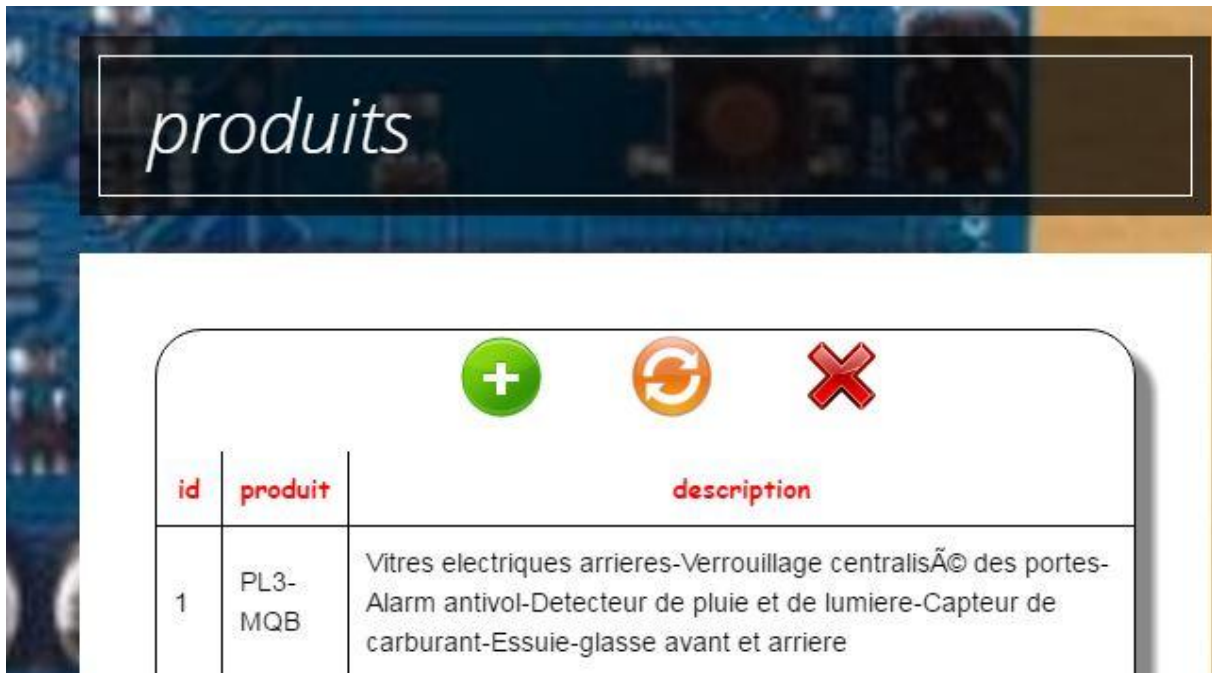 produits
id produit description
1 PL3-MQB Vitres electriques arrieres-Verrouillage centralisÃ© des portes-
Alarm antivol-Detecteur de pluie et de lumiere-Capteur de
carburant-Essuie-glasse avant et arriere